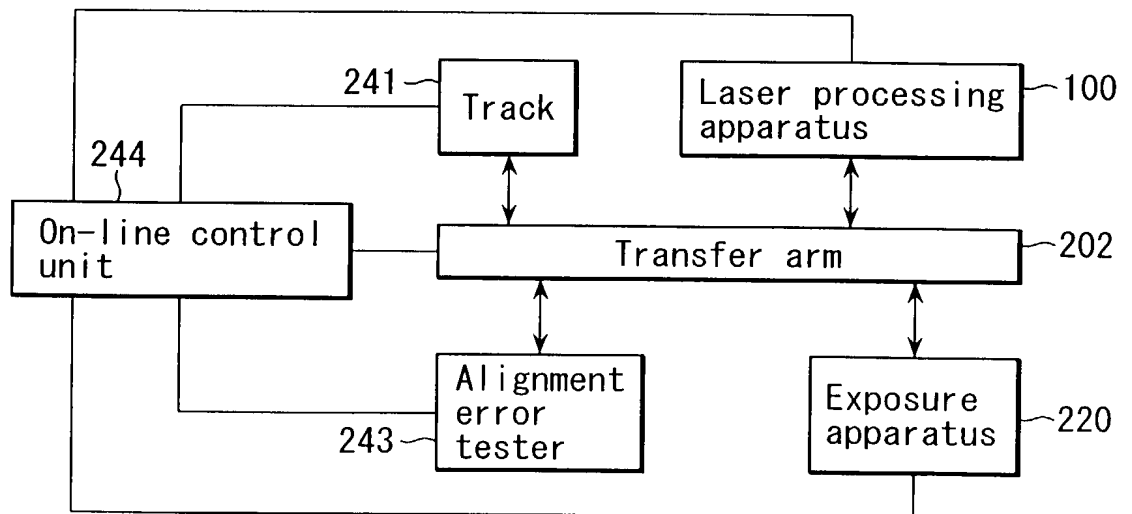 241
Track
Laser processing
apparatus
100
244
On-line control
unit
Transfer arm
202
Alignment
error
tester
243
Exposure
apparatus
220